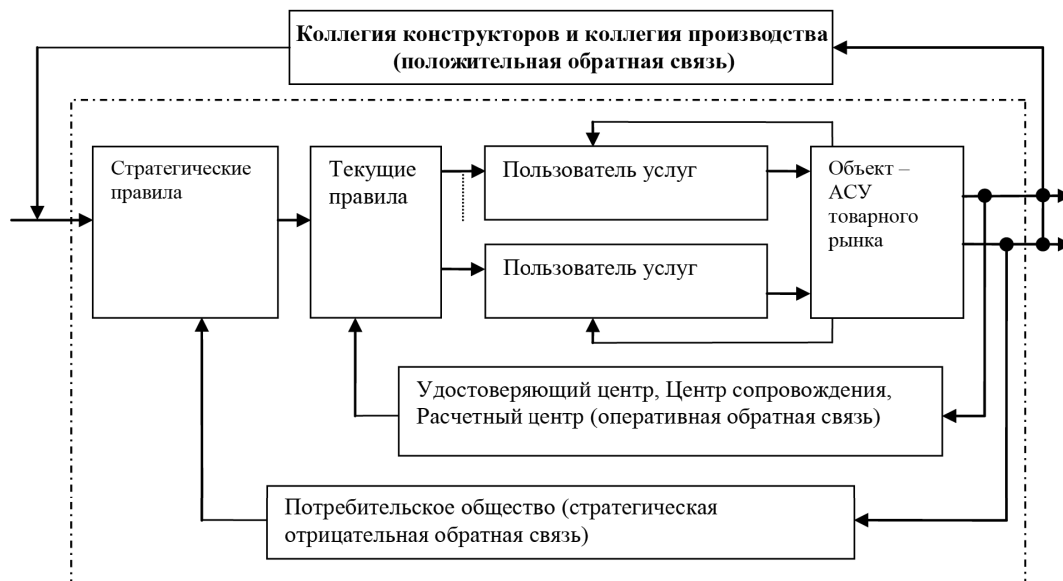 Коллегия конструкторов и коллегия производства
(положительная обратная связь)
Стратегические
правила
Текущие
правила
Пользователь услуг
Объект –
АСУ
товарного
рынка
Пользователь услуг
Удостоверяющий центр, Центр сопровождения,
Расчетный центр (оперативная обратная связь)
Потребительское общество (стратегическая
отрицательная обратная связь)